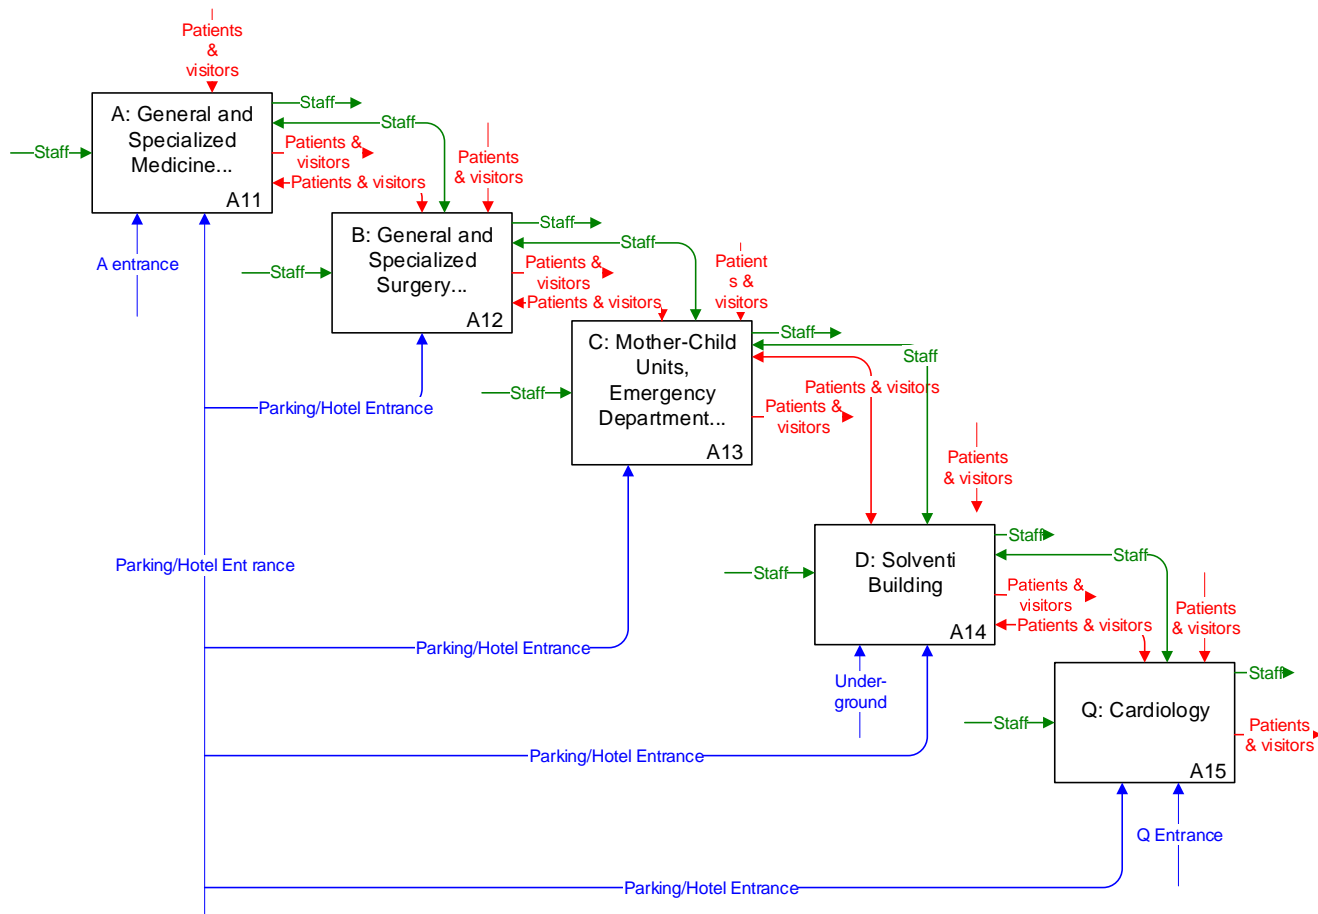 Patients
&
visitors
A: General and
Specialized
Medicine...
A11
Staff
Staff
Staff
Patients &
visitors
Patients & visitors
A entrance
Patients
& visitors
B: General and
Specialized
Surgery...
A12
Staff
Staff
Staff
Patients &
visitors
Patients & visitors
Parking/Hotel Entrance
Patient
s &
visitors
C: Mother-Child
Units,
Emergency
Department...
A13
Staff
Staff
Staff
Patients & visitors
Patients &
visitors
Parking/Hotel Ent rance
Parking/Hotel Entrance
Patients
& visitors
D: Solventi
Building
A14
Staff
Staff
Staff
Patients &
visitors
Patients & visitors
Under-
ground
Parking/Hotel Entrance
Patients
& visitors
Q: Cardiology
A15
Staff
Staff
Patients
& visitors
Q Entrance
Parking/Hotel Entrance